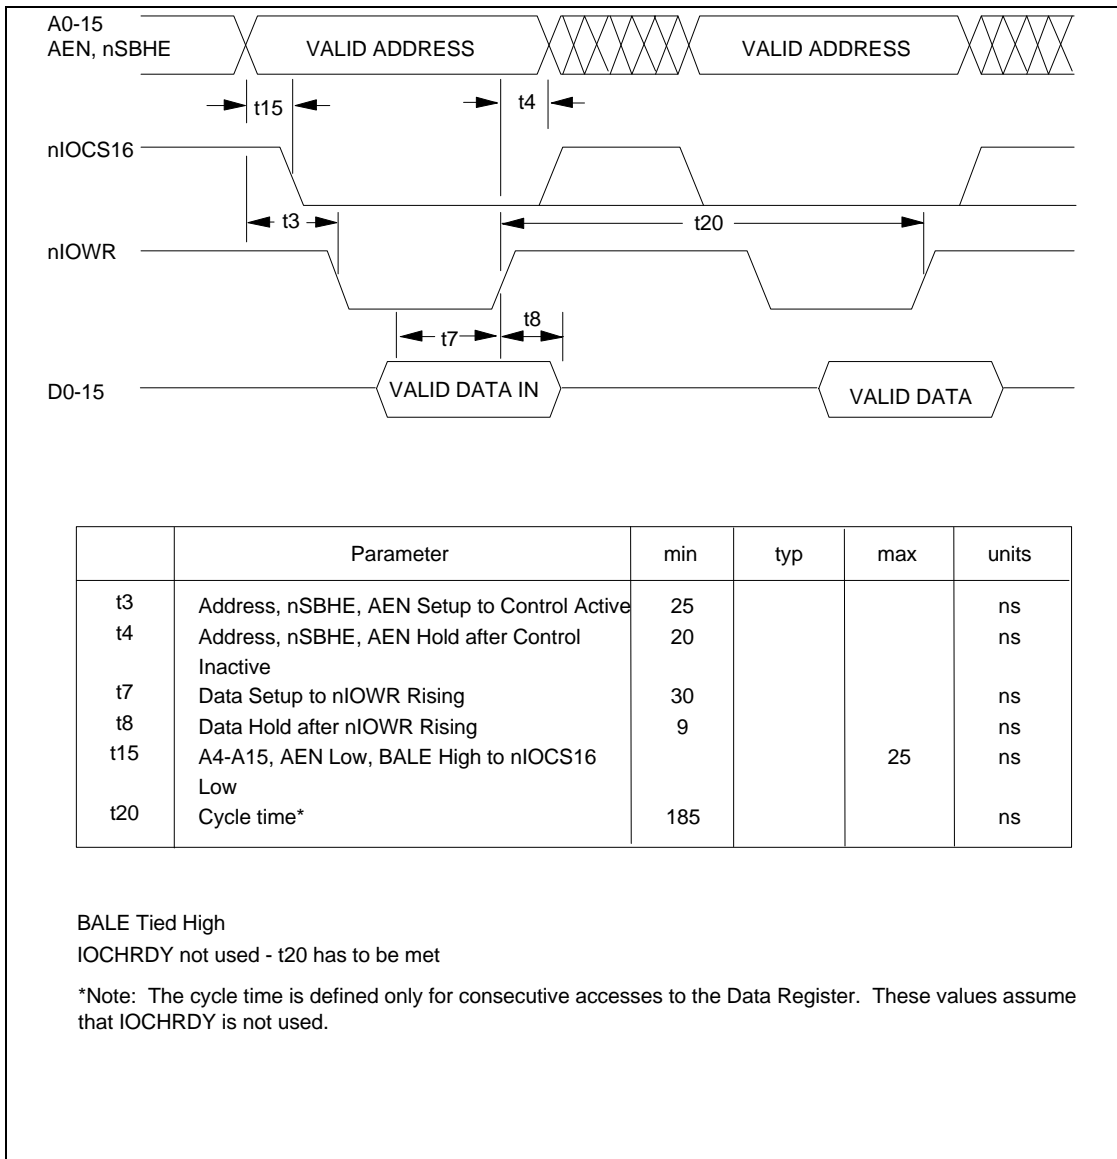 A0-15
AEN, nSBHE
VALID ADDRESS
VALID ADDRESS
t15
t4
nIOCS16
t3
t20
nIOWR
t7
t8
D0-15
VALID DATA IN
VALID DATA
Parameter min typ max units
t3 Address, nSBHE, AEN Setup to Control Active 25 ns
t4 Address, nSBHE, AEN Hold after Control 20 ns
Inactive
t7 Data Setup to nIOWR Rising 30 ns
t8 Data Hold after nIOWR Rising 9 ns
t15 A4-A15, AEN Low, BALE High to nIOCS16 25 ns
Low
t20 Cycle time* 185 ns
BALE Tied High
IOCHRDY not used - t20 has to be met
*Note: The cycle time is defined only for consecutive accesses to the Data Register. These values assume
that IOCHRDY is not used.